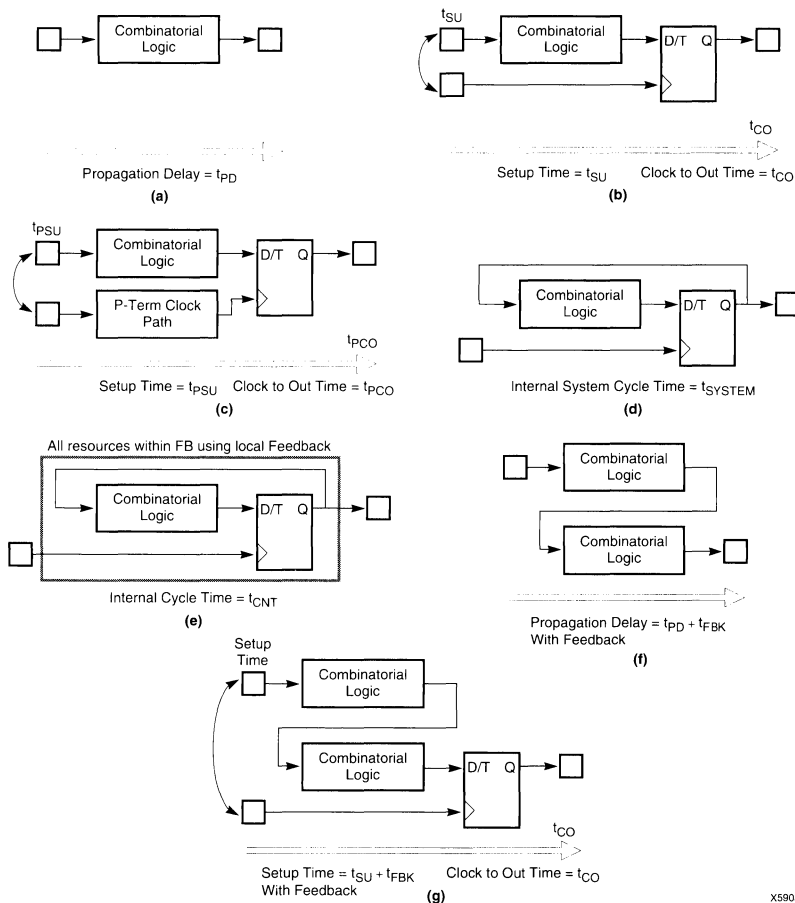 Combinatorial
Logic
Propagation Delay = tPD
(a)
tSU
Combinatorial
Logic
D/T Q
tCO
Setup Time = tSU Clock to Out Time = tCO
(b)
tPSU
Combinatorial
Logic
D/T Q
P-Term Clock
Path
tPCO
Setup Time = tPSU Clock to Out Time = tPCO
(c)
Combinatorial
Logic
D/T Q
Internal System Cycle Time = tSYSTEM
(d)
All resources within FB using local Feedback
Combinatorial
Logic
D/T Q
Internal Cycle Time = tCNT
(e)
Combinatorial
Logic
Combinatorial
Logic
Propagation Delay = tPD + tFBK
With Feedback
(f)
Setup
Time
Combinatorial
Logic
Combinatorial
Logic
D/T Q
tCO
Setup Time = tSU + tFBK Clock to Out Time = tCO
With Feedback
(g)
X590